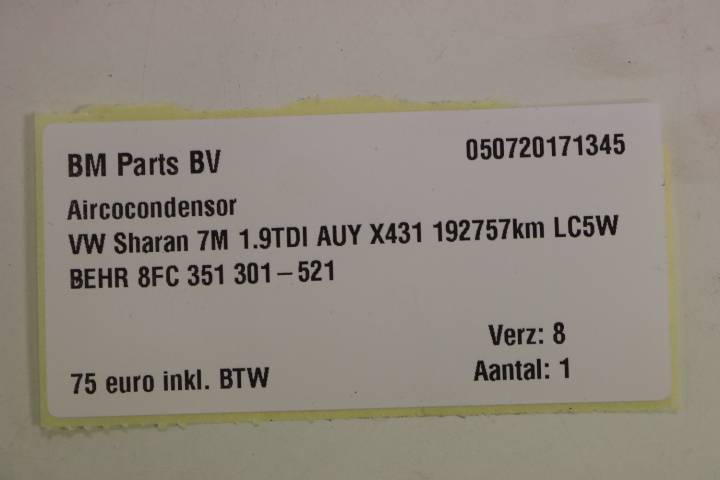 BM Parts BV 050720171345
Aircocondensor
VW Sharan 7M 1.9TDI AUY X431 192757km LC5W
BEHR 8FC 351 301-521
Verz: 8
75 euro inkl. BTW Aantal: 1